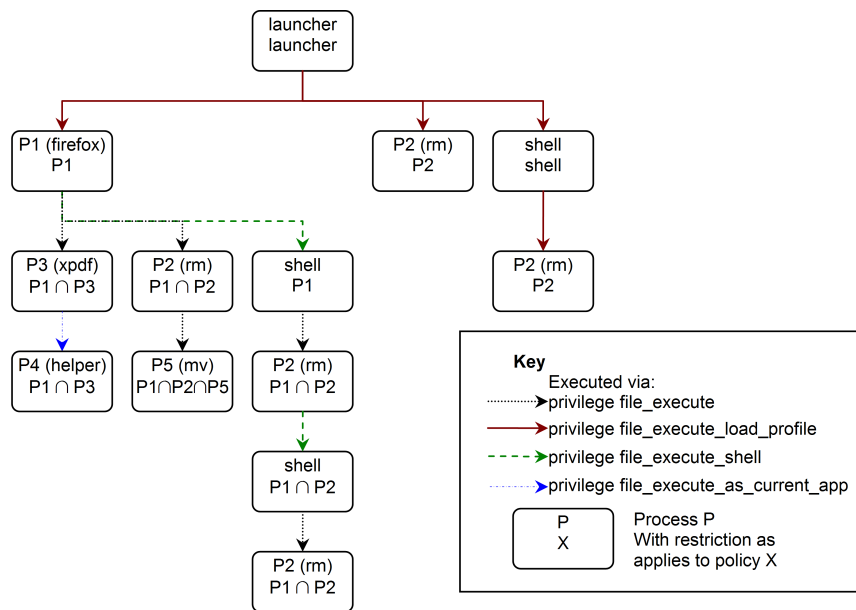 launcher
launcher
P1 (firefox)
P1
P2 (rm)
P2
shell
shell
P3 (xpdf)
P1 ∩ P3
P2 (rm)
P1 ∩ P2
shell
P1
P2 (rm)
P2
P4 (helper)
P1 ∩ P3
P5 (mv)
P1∩P2∩P5
P2 (rm)
P1 ∩ P2
shell
P1 ∩ P2
P2 (rm)
P1 ∩ P2
Key
Executed via:
privilege file_execute
privilege file_execute_load_profile
privilege file_execute_shell
privilege file_execute_as_current_app
P
X
Process P
With restriction as
applies to policy X